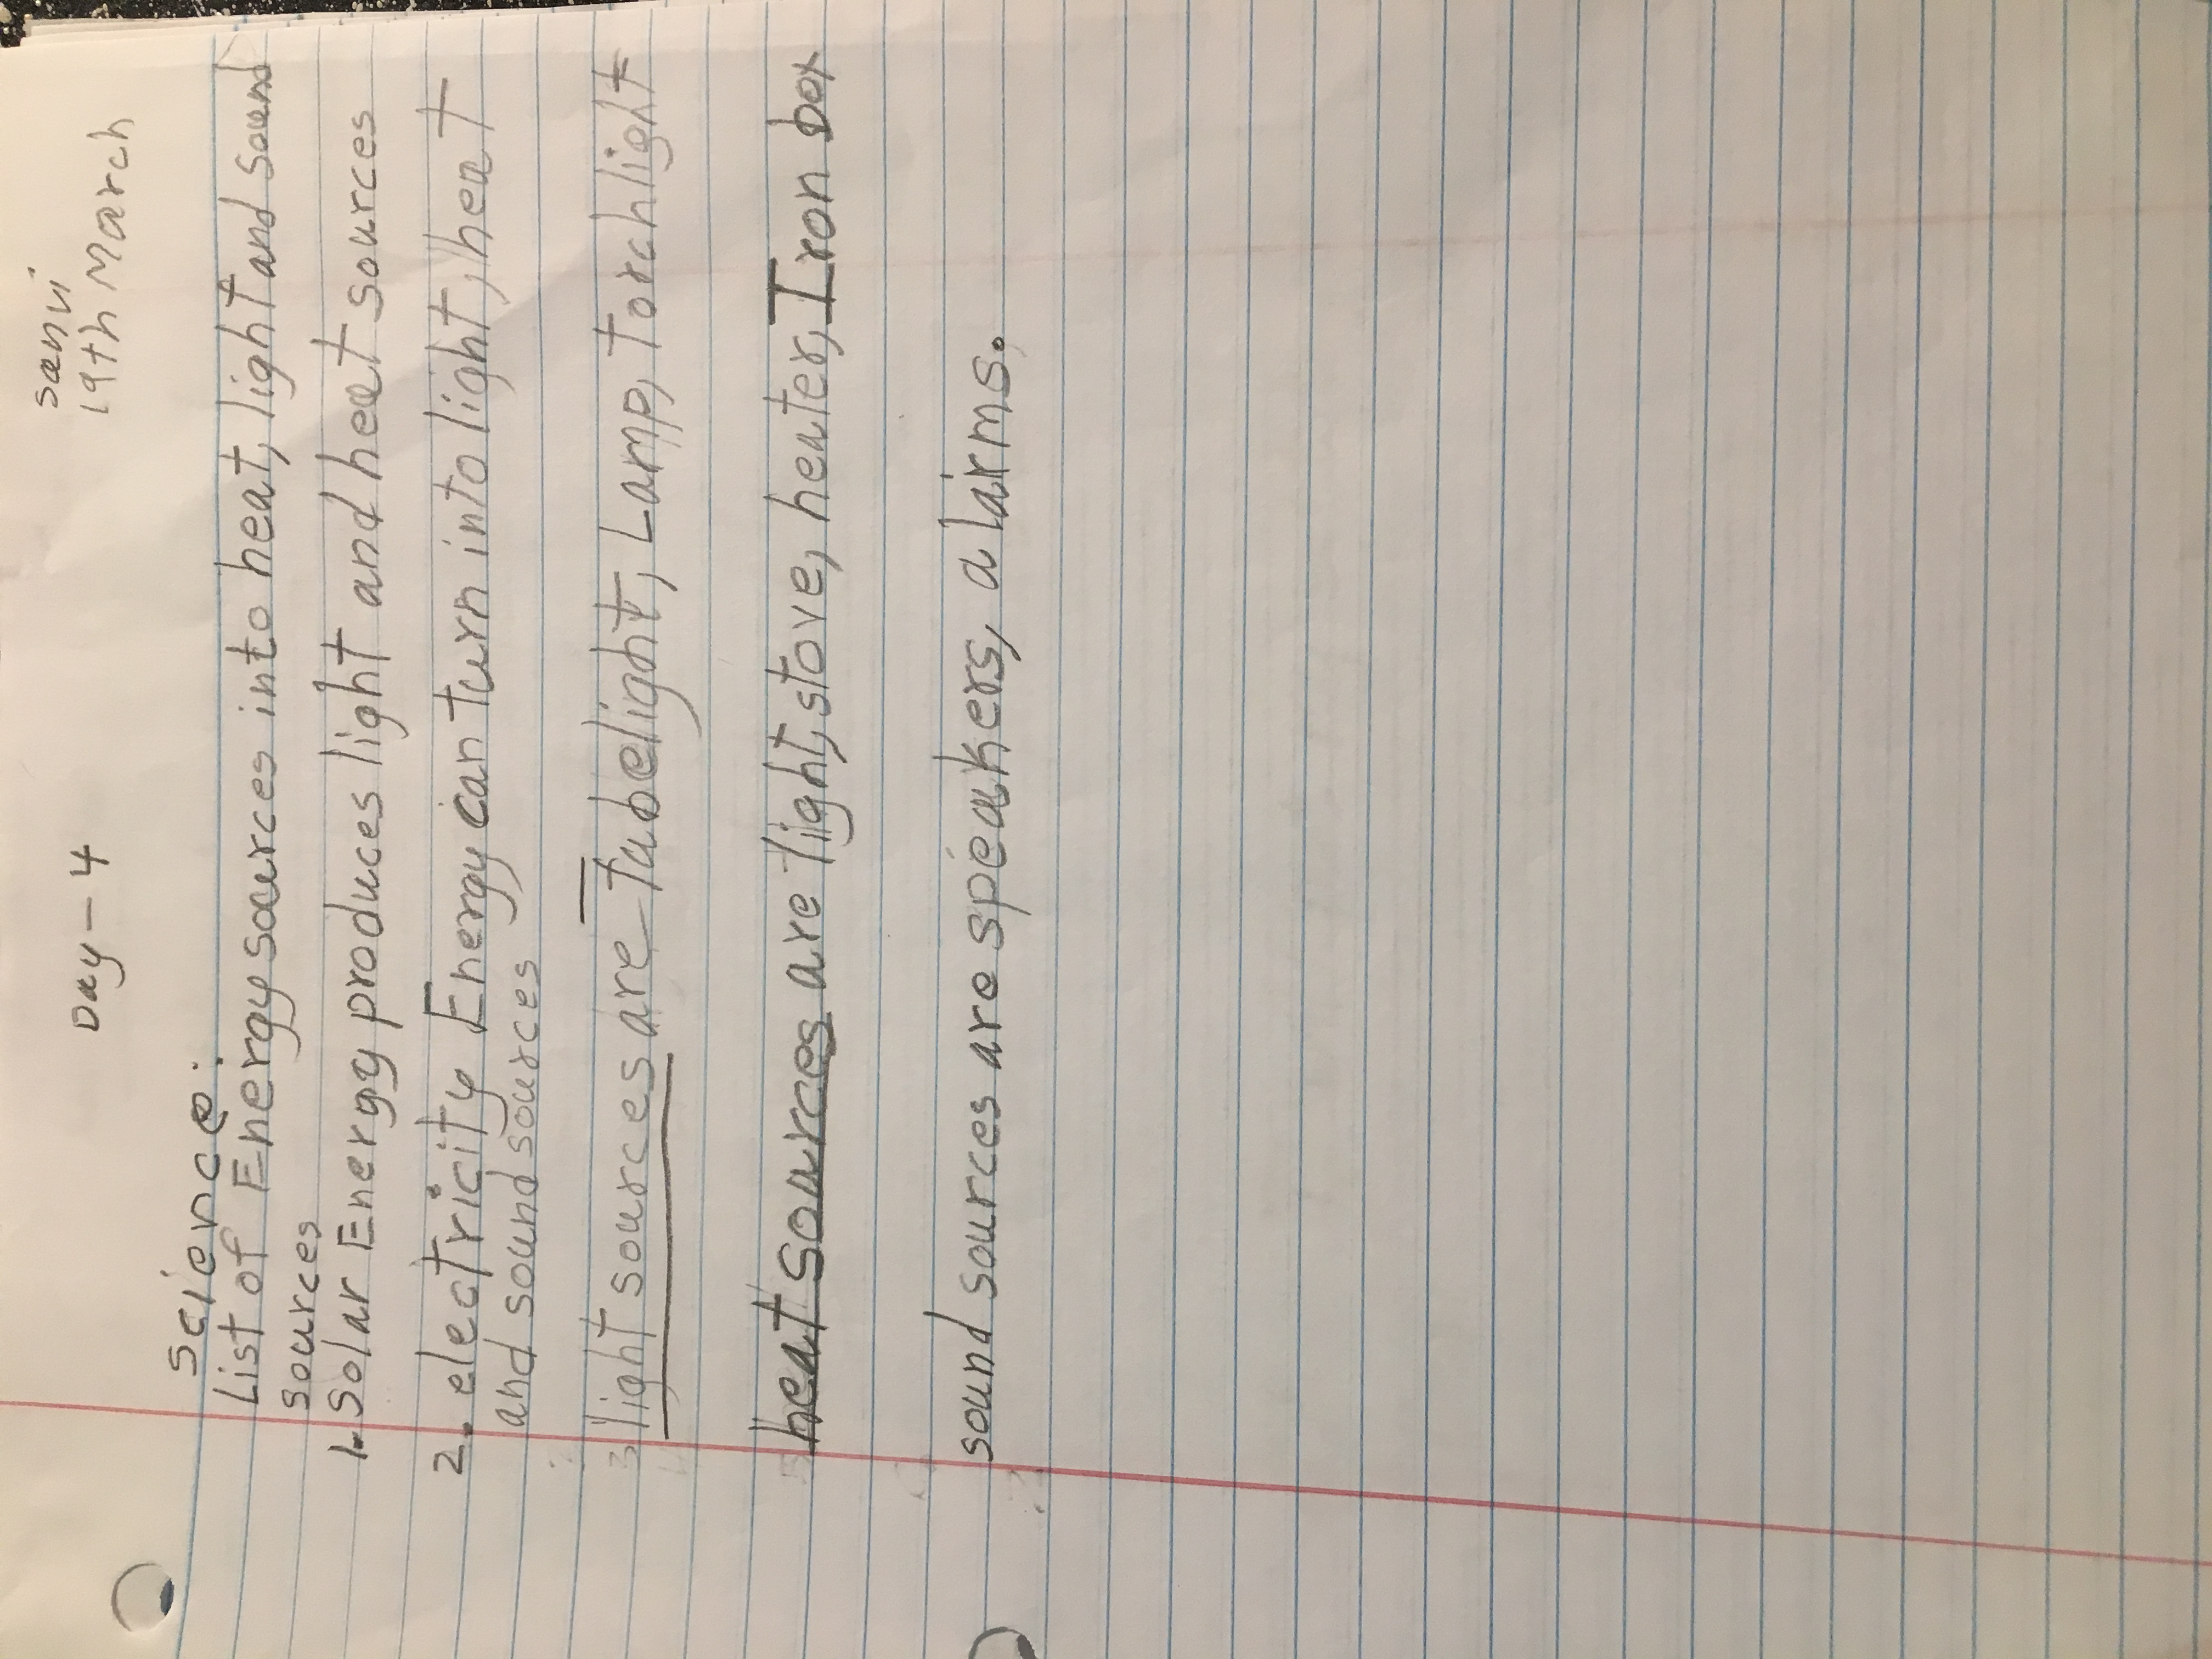 Day - 4
sanvi
19th March
science:
List of Energy sources into heat, light and sound
sources
1. Solar Energy produces light and heat sources
2. electricity Energy can turn into light, heat
and sound sources
3 light sources are Tubelight, Lamp, Torchlight
heat sources are light, stove, heater, Iron box
sound sources are speakers, alarms.